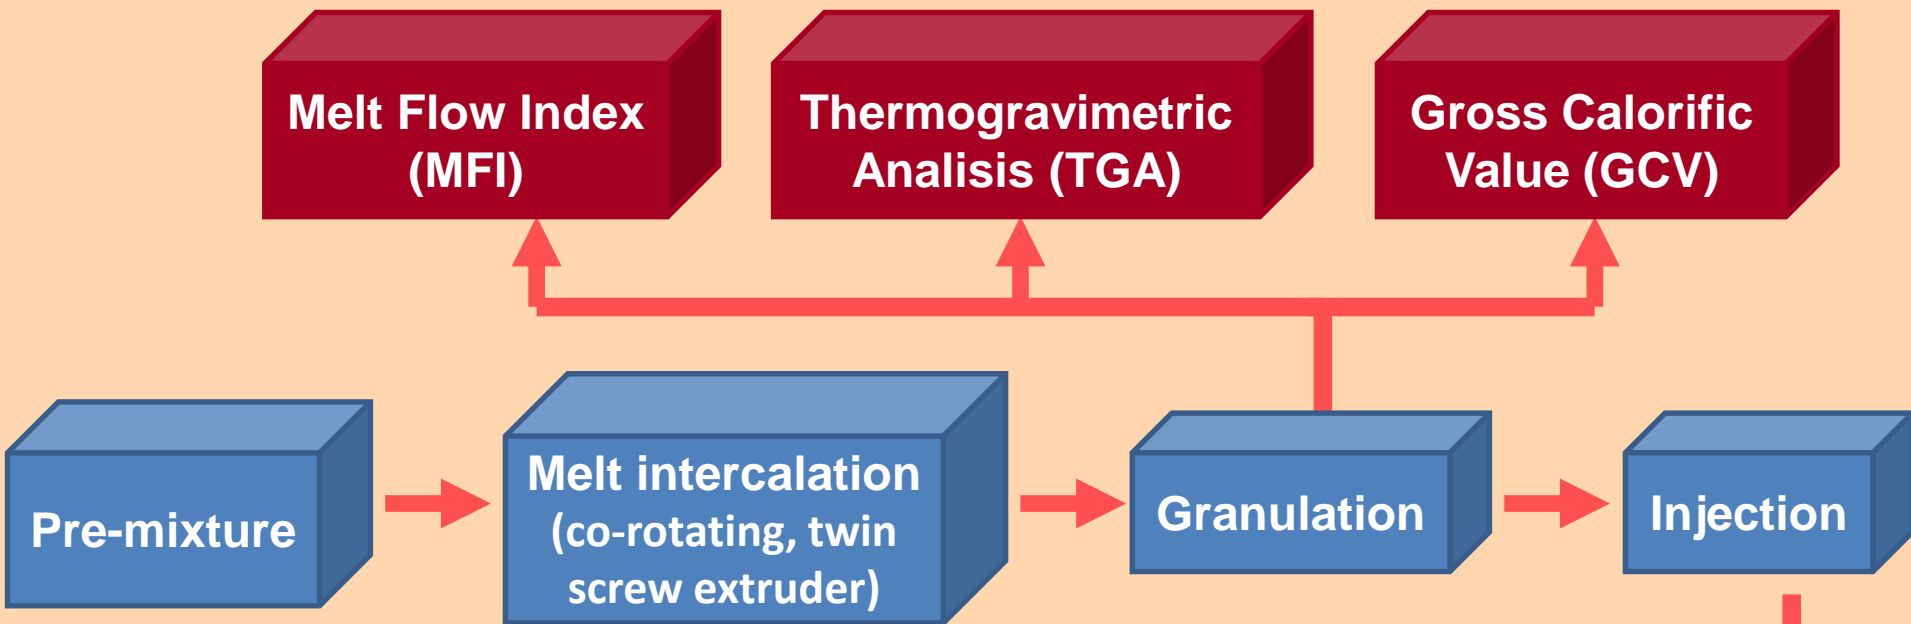 Melt Flow Index
(MFI)
Thermogravimetric
Analisis (TGA)
Gross Calorific
Value (GCV)
Pre-mixture
Melt intercalation
(co-rotating, twin
screw extruder)
Granulation
Injection